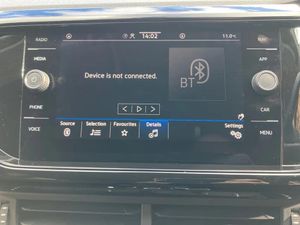 RADIO
14:02
11.0°C
NAV
MEDIA
APP
Device is not connected.
BT
PHONE
CAR
VOICE
MENU
Source
Selection
Favourites
Details
Settings